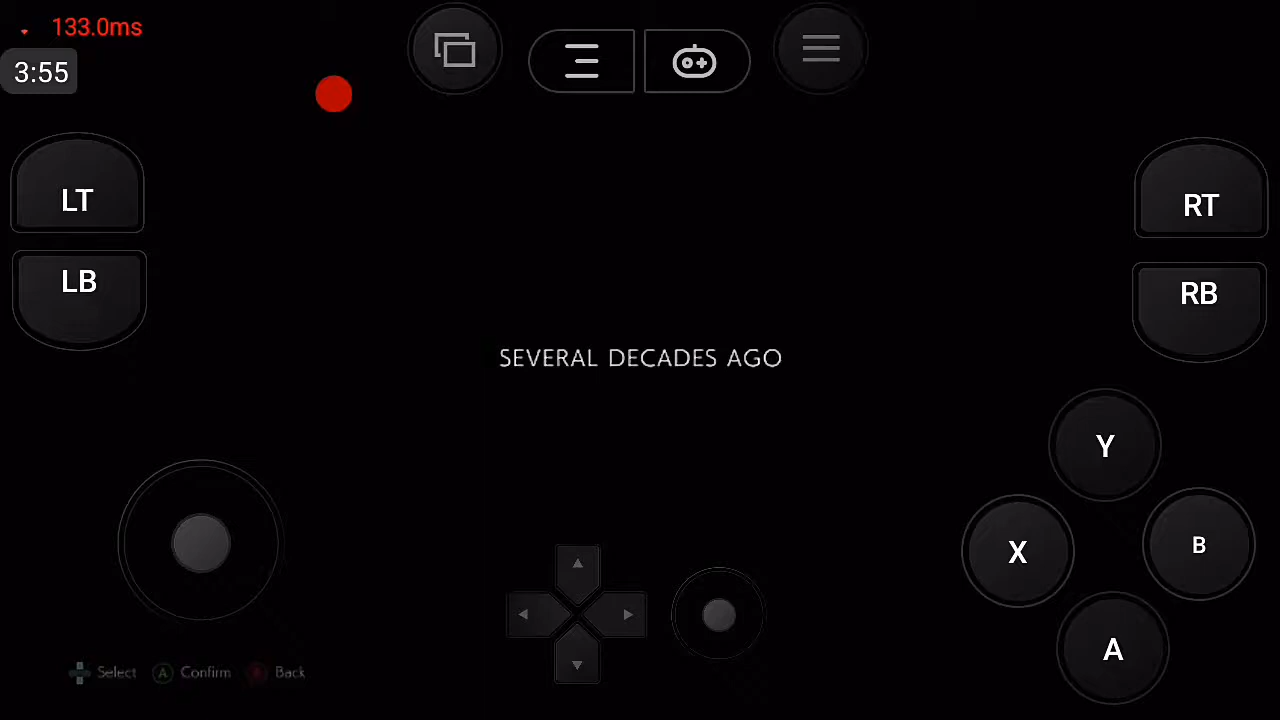 133.0ms
3:55
LT
RT
LB
RB
SEVERAL DECADES AGO
Y
X
B
A
Select A Confirm Back